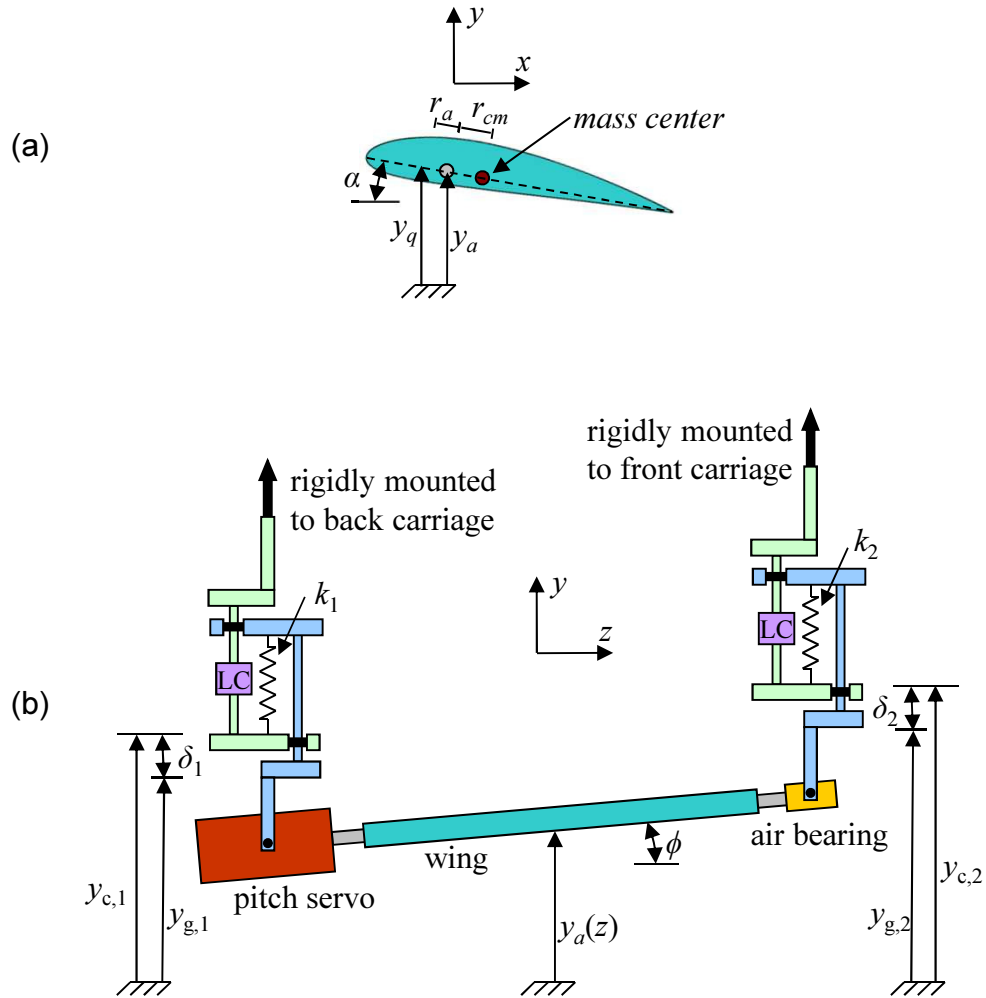 y
x
(a)
r_a
r_cm
mass center
α
y_q
y_a
rigidly mounted
to front carriage
rigidly mounted
to back carriage
k_2
k_1
y
z
LC
LC
(b)
δ_2
δ_1
air bearing
wing
ϕ
pitch servo
y_c,1
y_g,1
y_a(z)
y_g,2
y_c,2